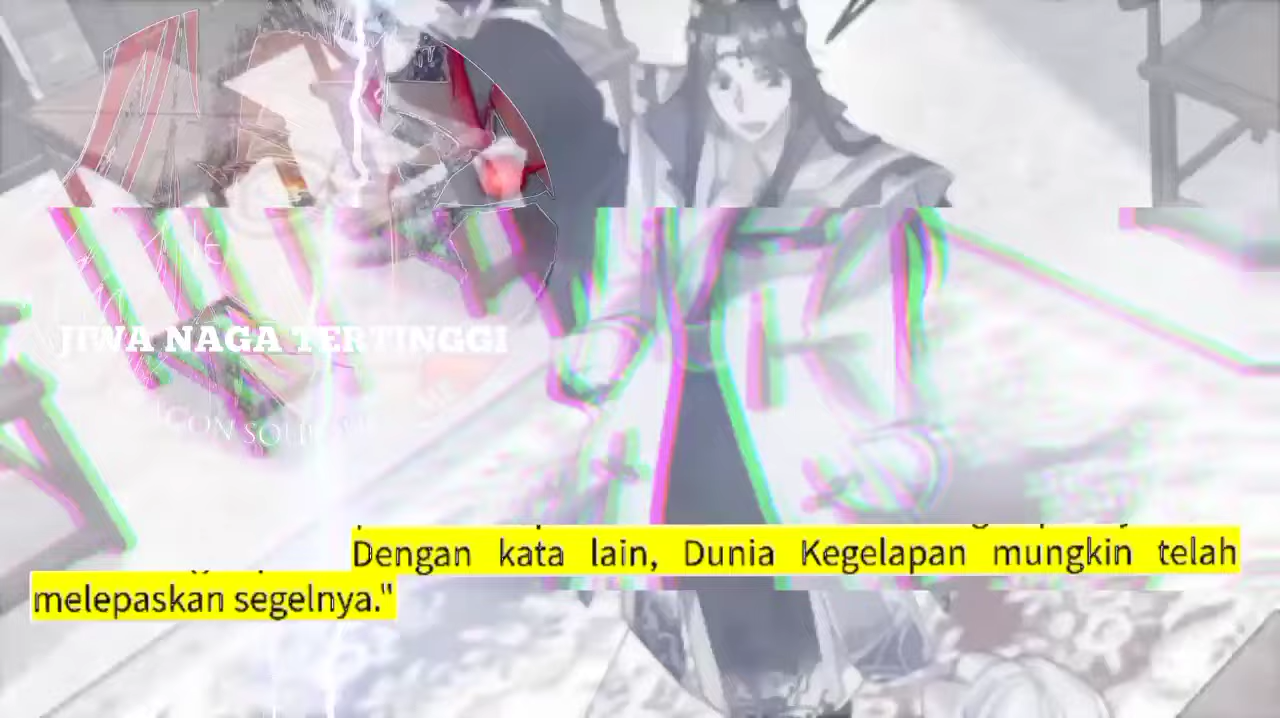 JIWA NAGA TERTINGGI
Dengan kata lain, Dunia Kegelapan mungkin telah
melepaskan segelnya."